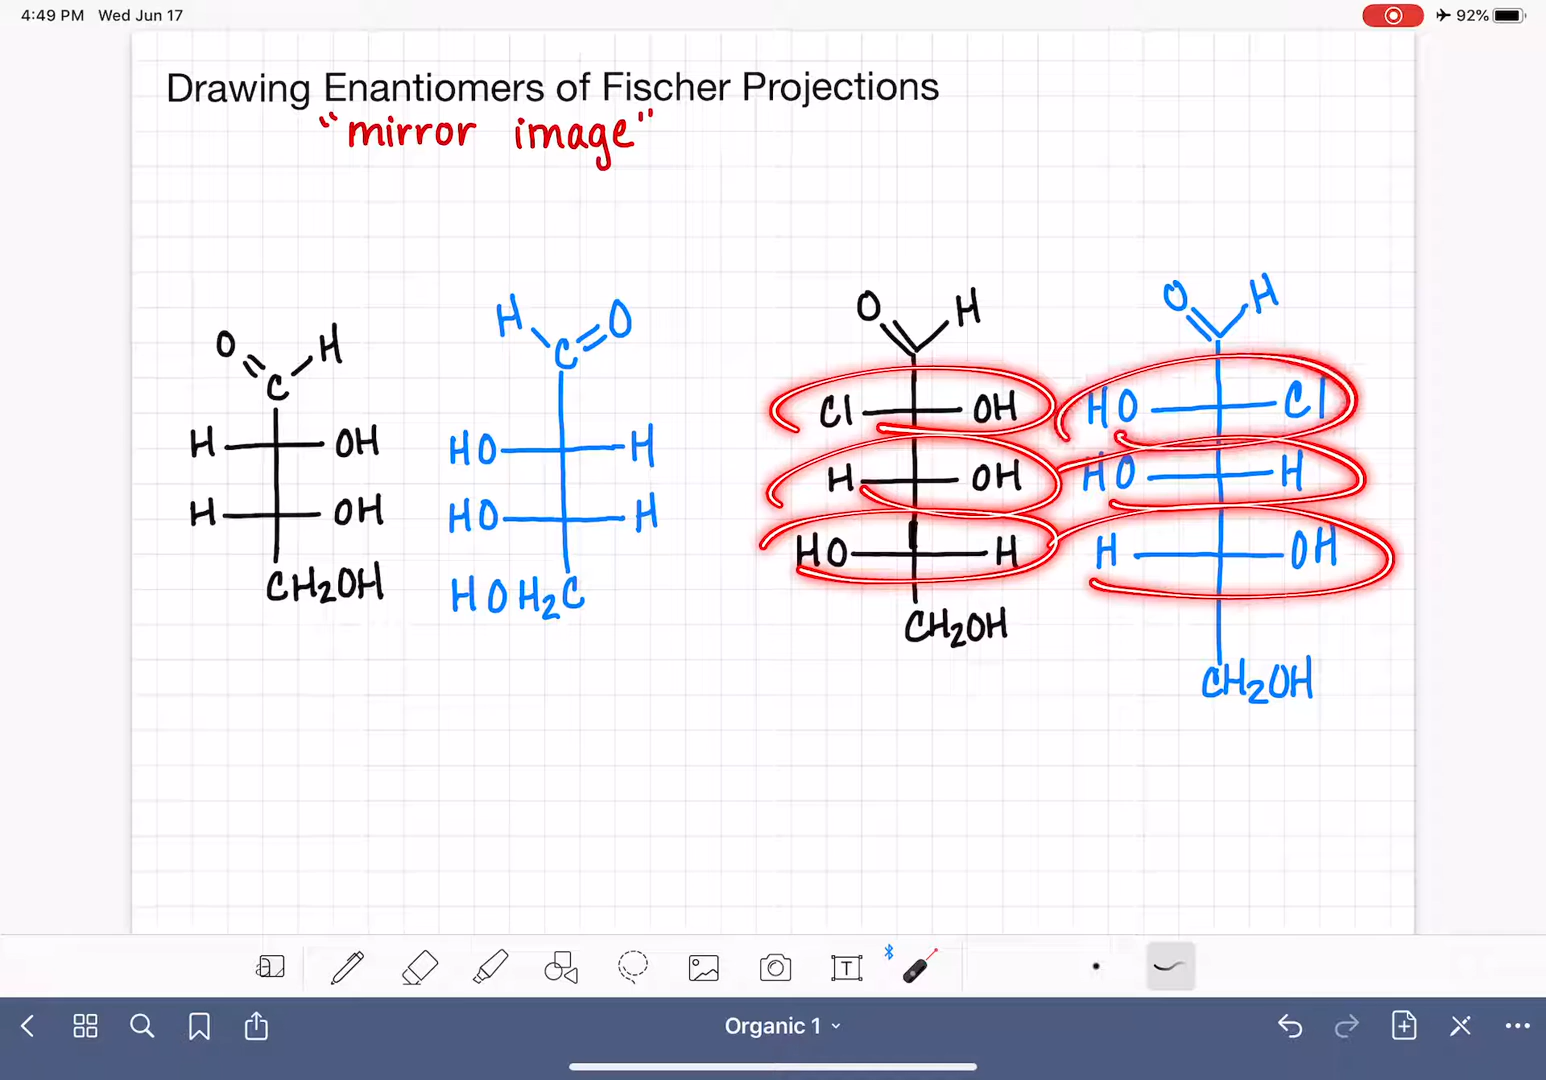 4:49 PM Wed Jun 17
92%
Drawing Enantiomers of Fischer Projections
"mirror image"
O H
C
H OH
H OH
CH2OH
H O
C
HO H
HO H
HOH2C
O H
Cl OH
H OH
HO H
CH2OH
O H
HO Cl
HO H
H OH
CH2OH
T
Organic 1